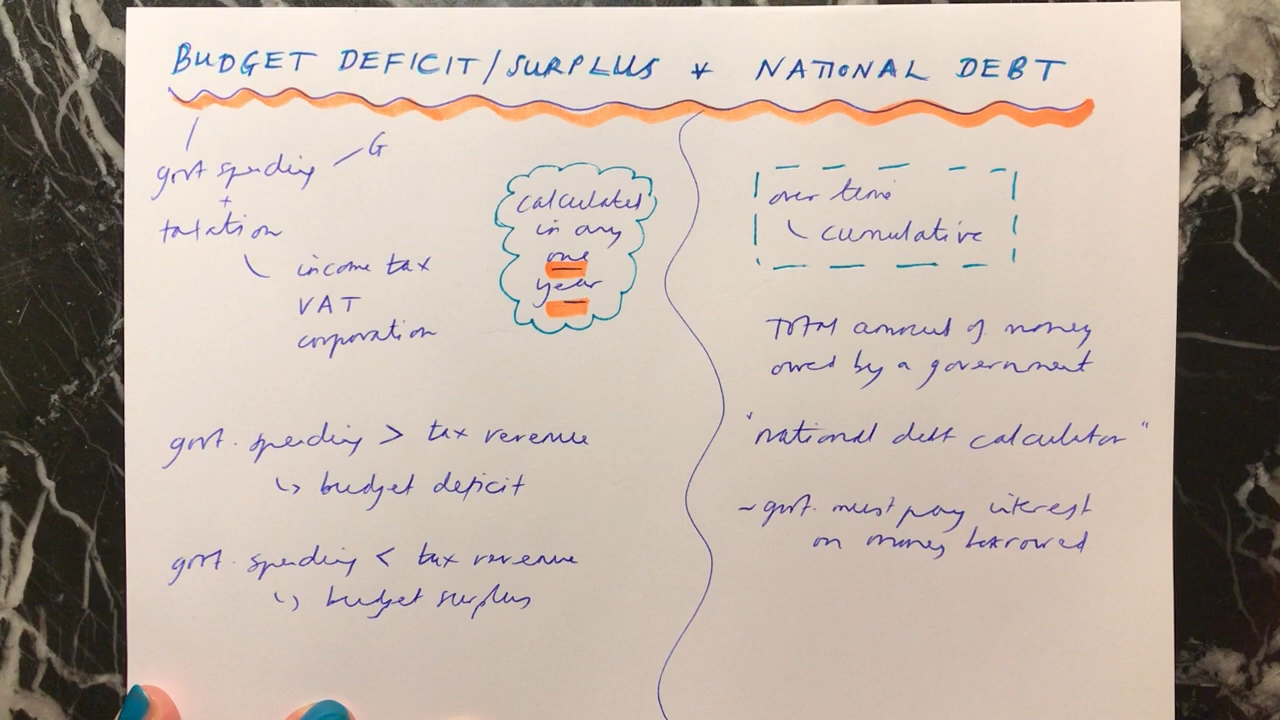 BUDGET DEFICIT/SURPLUS + NATIONAL DEBT
govt spending — G
+
taxation
income tax
VAT
corporation
calculated
in any
one
year
govt. spending > tax revenue
↳ budget deficit
govt. spending < tax revenue
↳ budget surplus
over time
cumulative
Total amount of money
owed by a government
"national debt calculator"
~ govt. must pay interest
on money borrowed